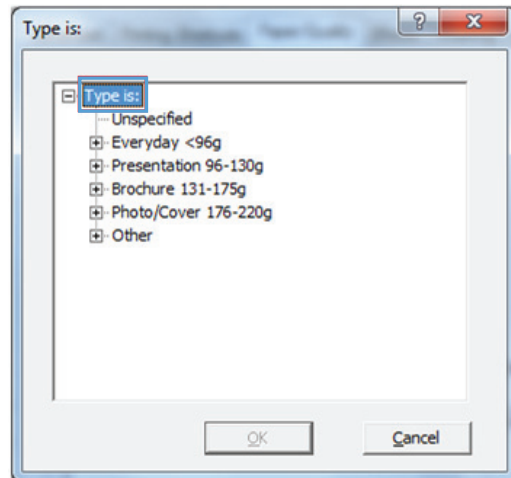 Type is:
Type is:
Unspecified
Everyday <96g
Presentation 96-130g
Brochure 131-175g
Photo/Cover 176-220g
Other
OK
Cancel